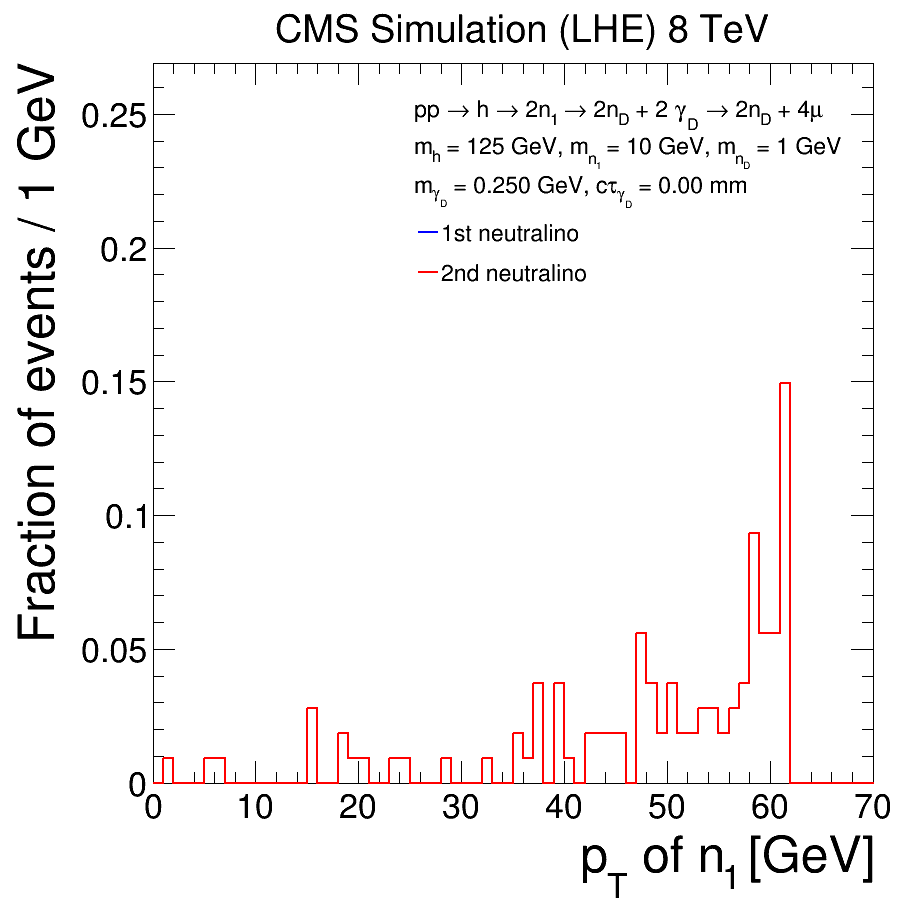 CMS Simulation (LHE) 8 TeV
Fraction of events / 1 GeV
0.25
0.2
0.15
0.1
0.05
0
pp → h → 2n1 → 2nD + 2 γD → 2nD + 4μ
mh = 125 GeV, mn1 = 10 GeV, mnD = 1 GeV
mγD = 0.250 GeV, cτγD = 0.00 mm
1st neutralino
2nd neutralino
0 10 20 30 40 50 60 70
pT of n1 [GeV]